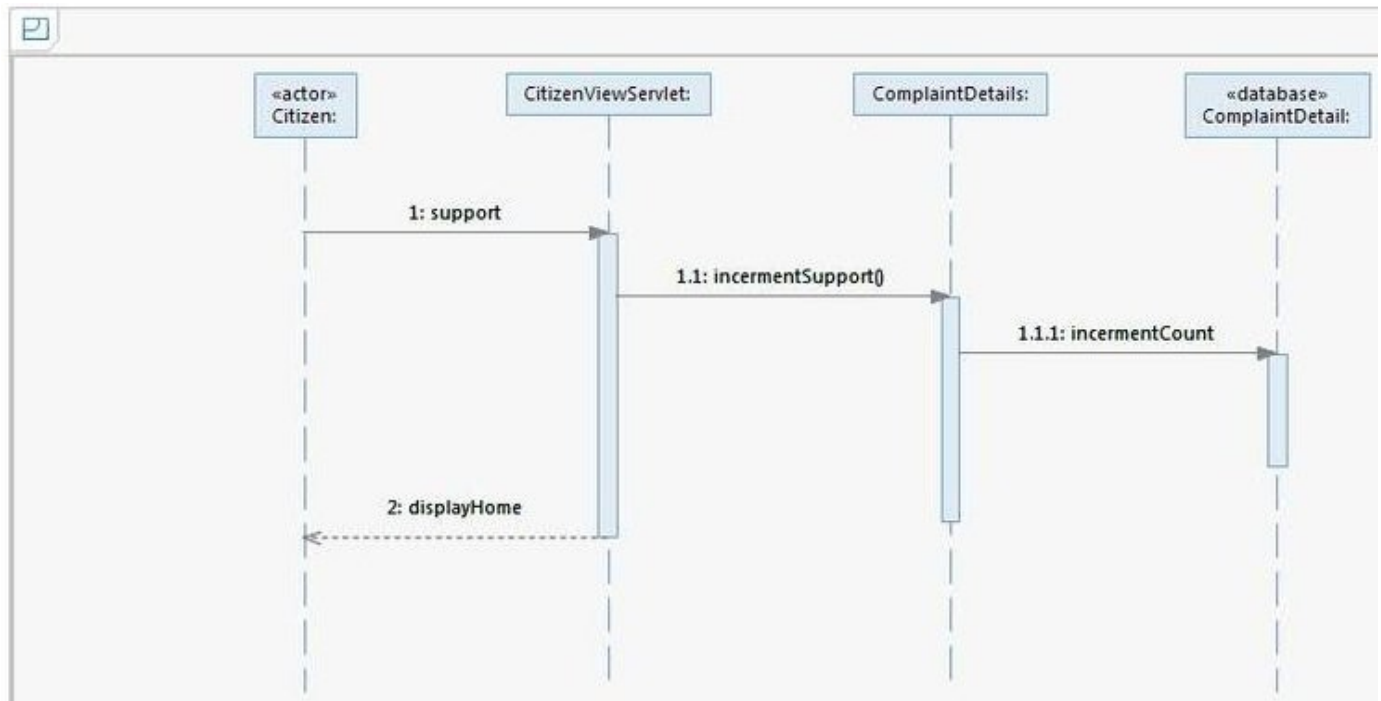 «actor»
Citizen:
CitizenViewServlet:
ComplaintDetails:
«database»
ComplaintDetail:
1: support
1.1: incermentSupport()
1.1.1: incermentCount
2: displayHome